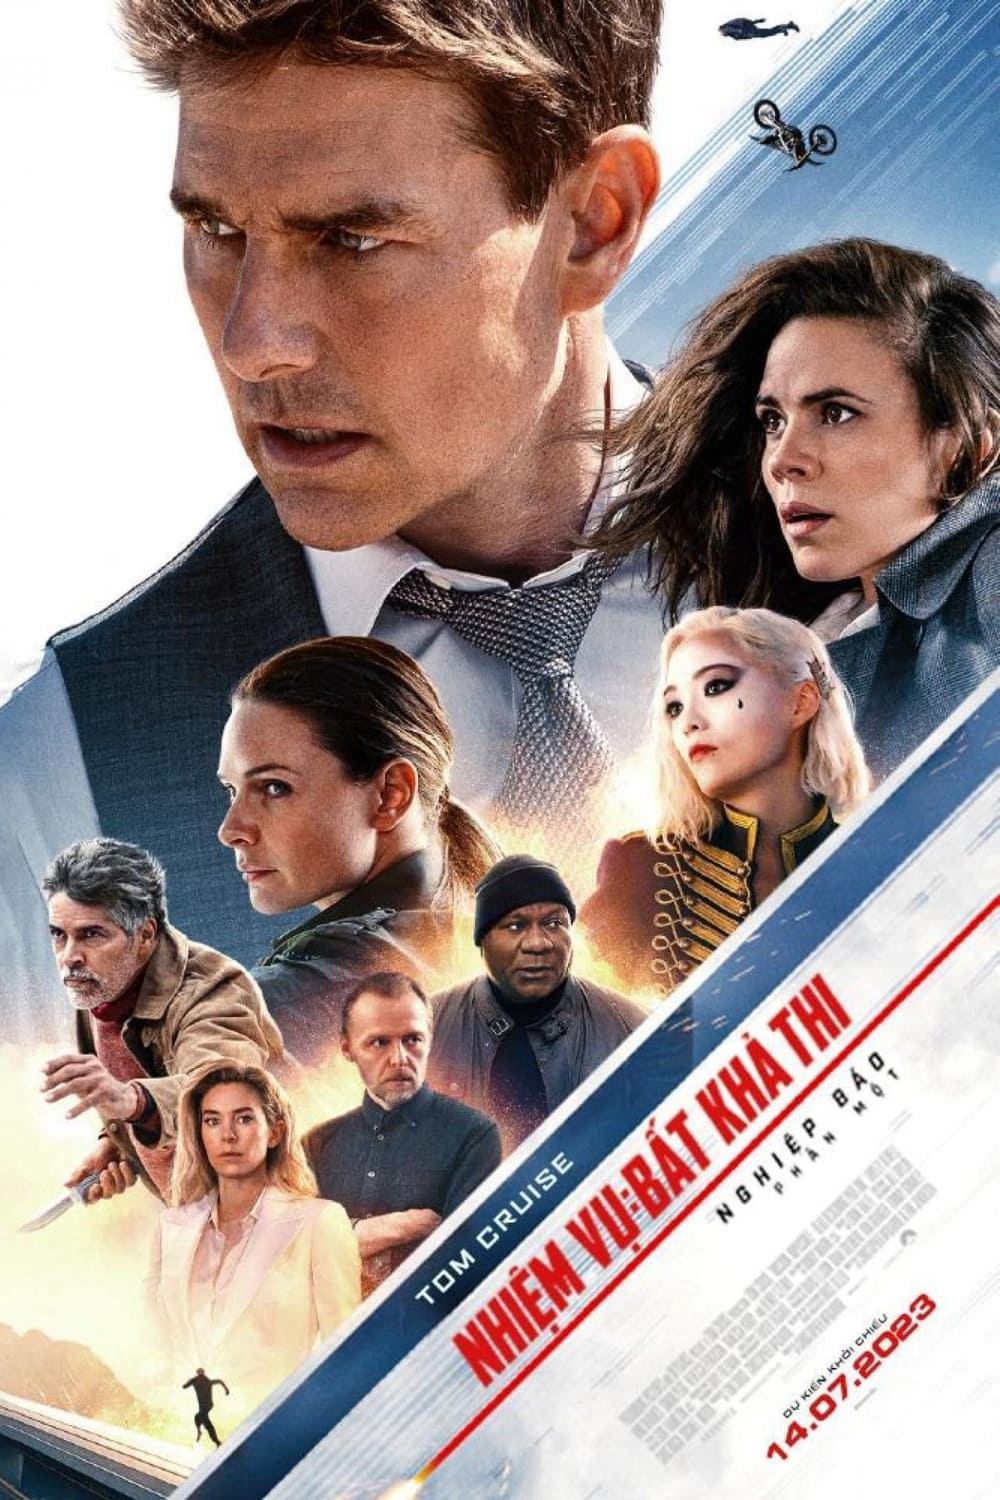 TOM CRUISE
NHIỆM VỤ: BẤT KHẢ THI
NGHIỆP BÁO
PHẦN MỘT
DỰ KIẾN KHỞI CHIẾU
14.07.2023